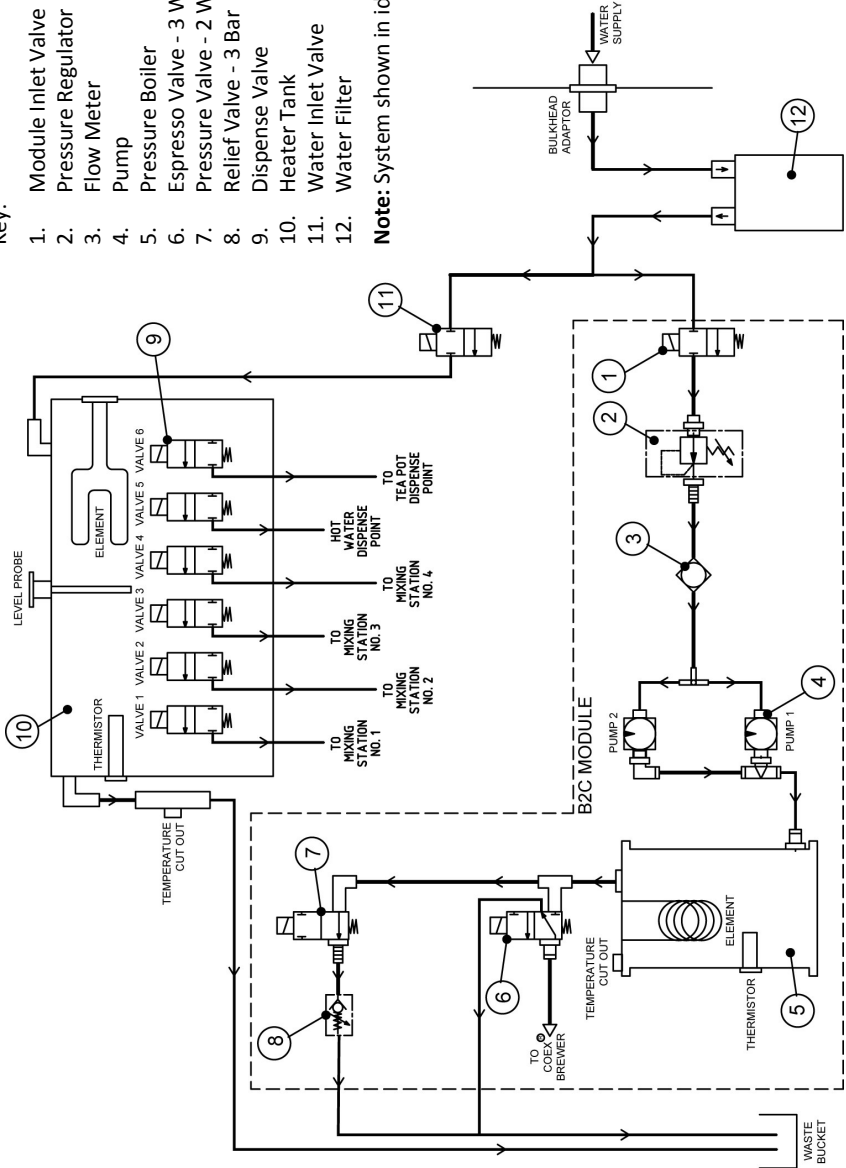 Key:
1. Module Inlet Valve
2. Pressure Regulator
3. Flow Meter
4. Pump
5. Pressure Boiler
6. Espresso Valve - 3 W
7. Pressure Valve - 2 W
8. Relief Valve - 3 Bar
9. Dispense Valve
10. Heater Tank
11. Water Inlet Valve
12. Water Filter
Note: System shown in id
WATER
SUPPLY
BULKHEAD
ADAPTOR
12
11
1
2
3
4
PUMP 2
PUMP 1
B2C MODULE
9
10
LEVEL PROBE
ELEMENT
THERMISTOR
VALVE 1
VALVE 2
VALVE 3
VALVE 4
VALVE 5
VALVE 6
TO
MIXING
STATION
NO. 1
TO
MIXING
STATION
NO. 2
TO
MIXING
STATION
NO. 3
TO
MIXING
STATION
NO. 4
HOT
WATER
DISPENSE
POINT
TO
TEA POT
DISPENSE
POINT
TEMPERATURE
CUT OUT
7
8
6
TO
COEX®
BREWER
TEMPERATURE
CUT OUT
ELEMENT
THERMISTOR
5
WASTE
BUCKET